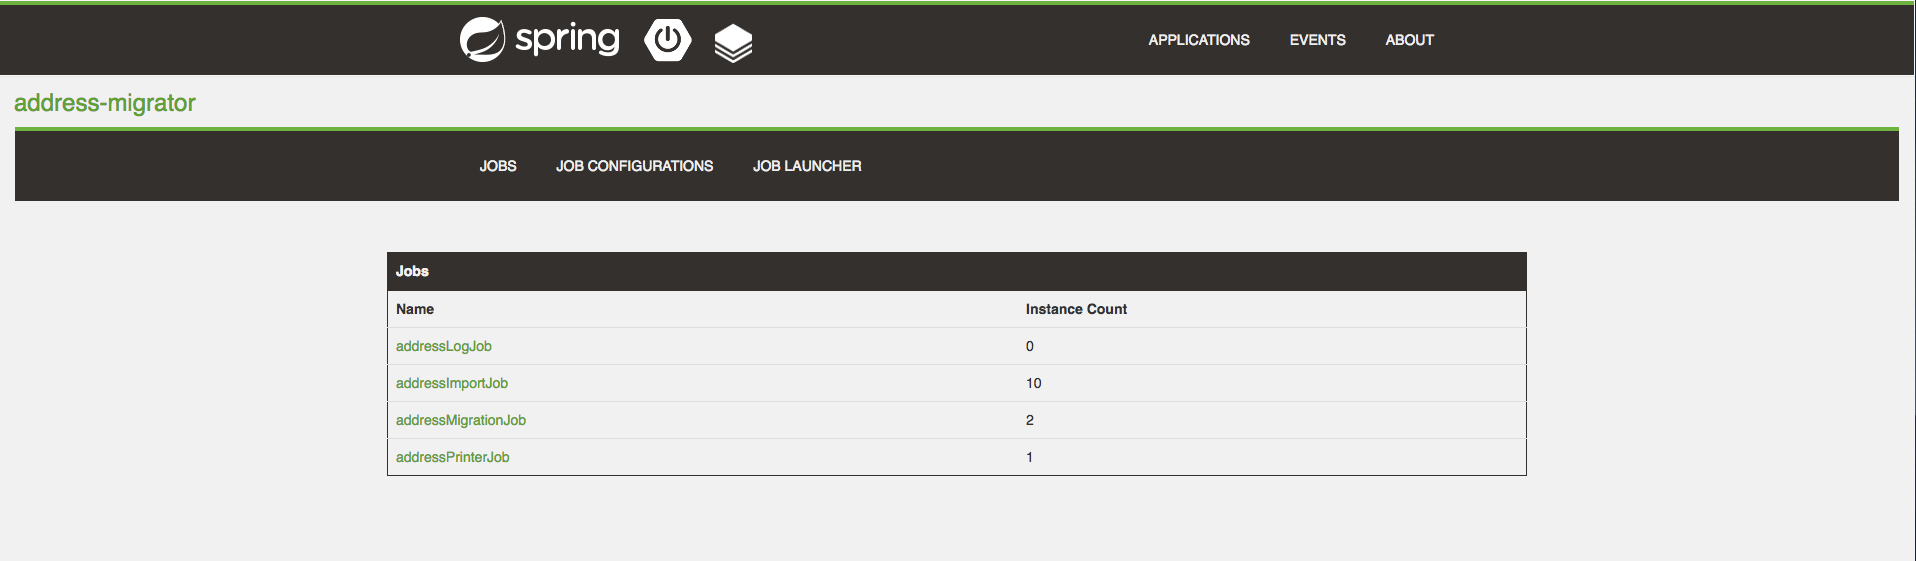 spring APPLICATIONS EVENTS ABOUT
address-migrator
JOBS JOB CONFIGURATIONS JOB LAUNCHER
Jobs
Name Instance Count
addressLogJob 0
addressImportJob 10
addressMigrationJob 2
addressPrinterJob 1